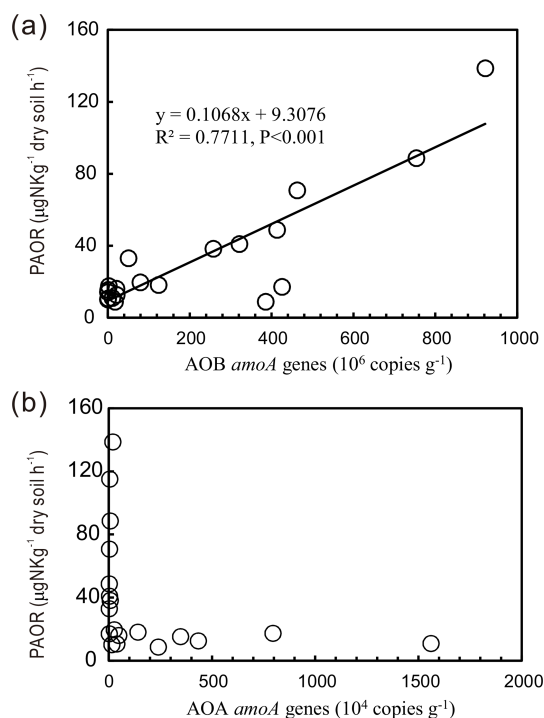 (a)
160
120
80
40
0
PAOR (μgNKg⁻¹ dry soil h⁻¹)
y = 0.1068x + 9.3076
R² = 0.7711, P<0.001
0 200 400 600 800 1000
AOB amoA genes (10⁶ copies g⁻¹)
(b)
160
120
80
40
0
PAOR (μgNKg⁻¹ dry soil h⁻¹)
0 500 1000 1500 2000
AOA amoA genes (10⁴ copies g⁻¹)